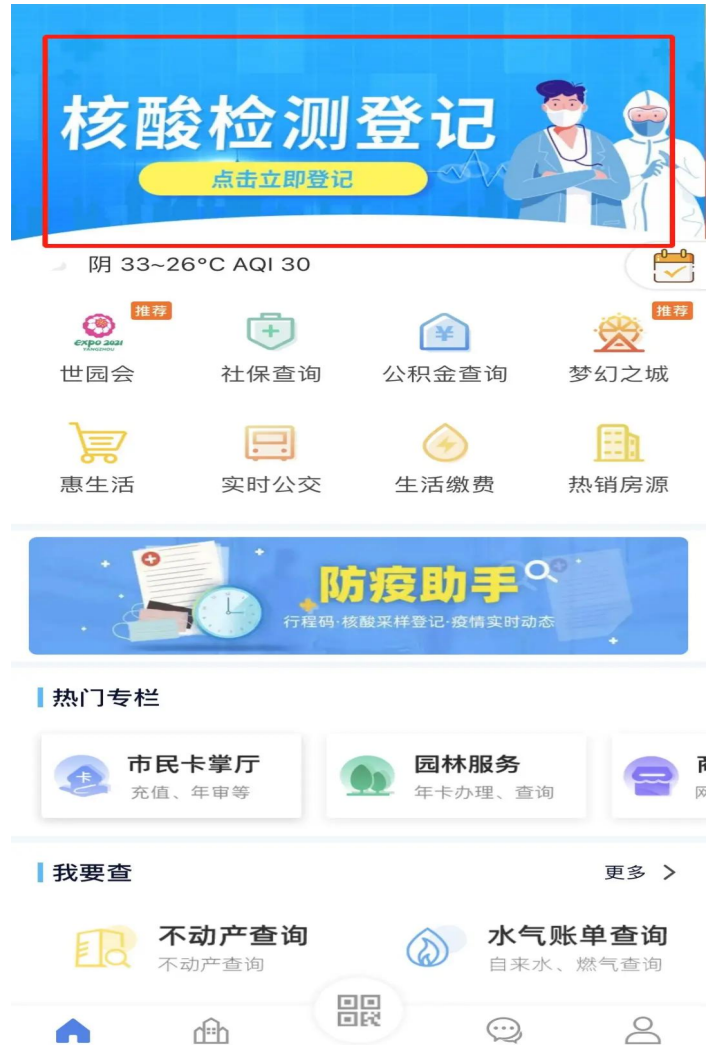 核酸检测登记
点击立即登记
阴 33~26°C AQI 30
推荐
推荐
EXPO 2021
YANGZHOU
世园会
社保查询
公积金查询
梦幻之城
惠生活
实时公交
生活缴费
热销房源
防疫助手
行程码·核酸采样登记·疫情实时动态
热门专栏
市民卡掌厅
充值、年审等
园林服务
年卡办理、查询
我要查
更多
不动产查询
不动产查询
水气账单查询
自来水、燃气查询